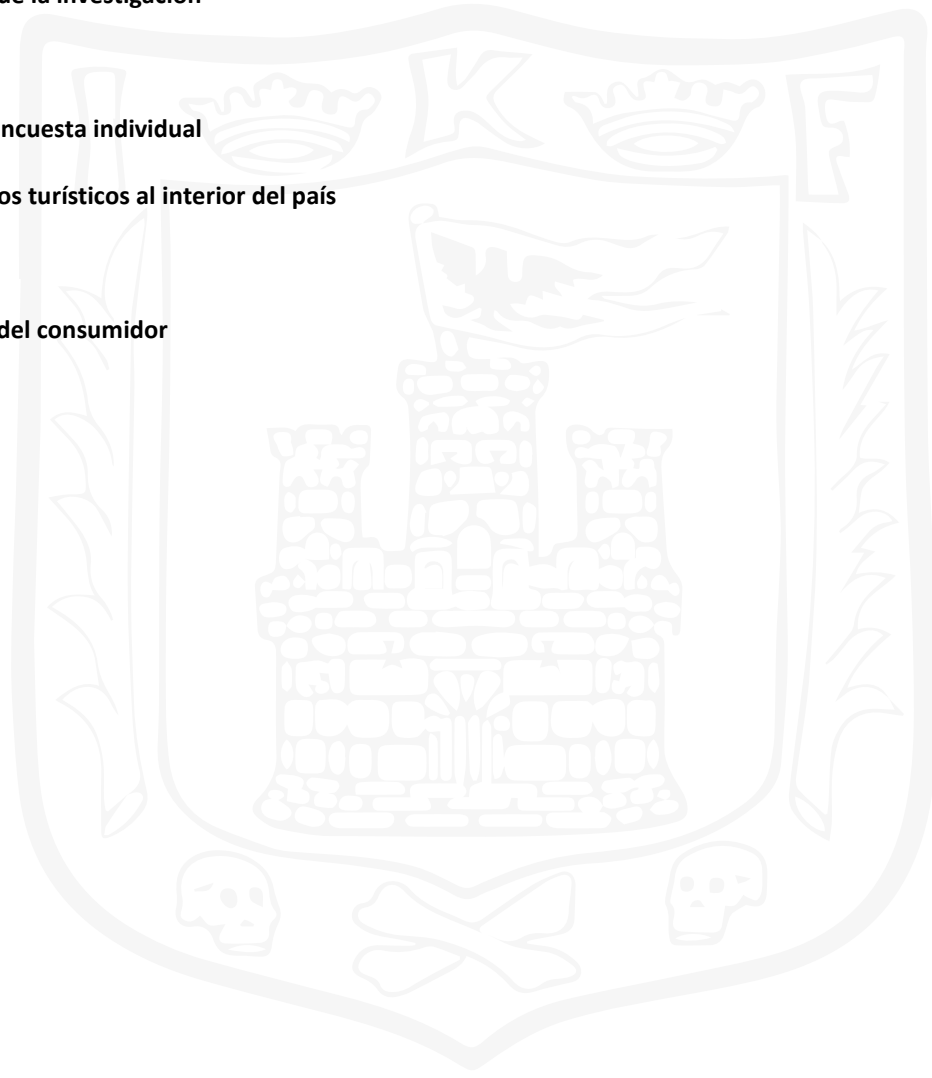 de la investigación
I K F
ncuesta individual
os turísticos al interior del país
del consumidor